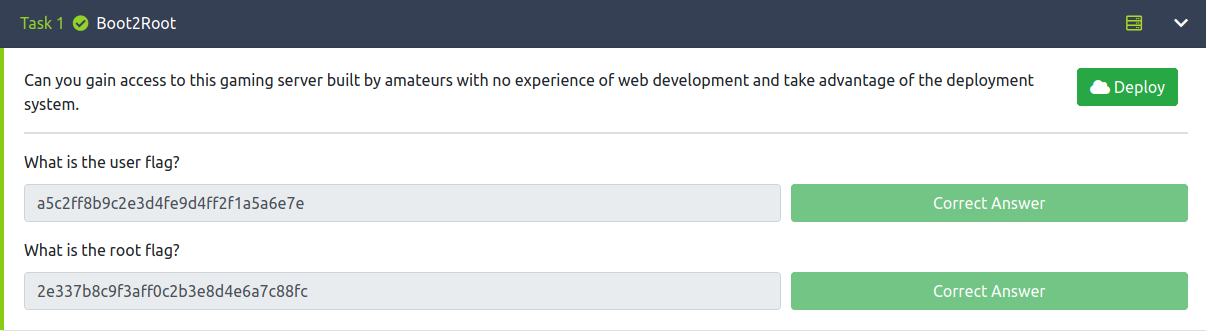 Task 1 Boot2Root
Can you gain access to this gaming server built by amateurs with no experience of web development and take advantage of the deployment
system.
Deploy
What is the user flag?
a5c2ff8b9c2e3d4fe9d4ff2f1a5a6e7e
Correct Answer
What is the root flag?
2e337b8c9f3aff0c2b3e8d4e6a7c88fc
Correct Answer